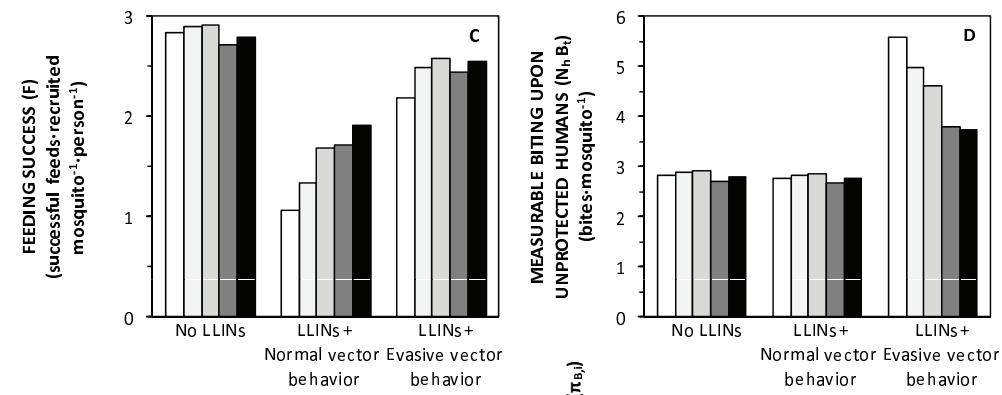 FEEDING SUCCESS (F)
(successful feeds·recruited
mosquito⁻¹·person⁻¹)
3
2
1
0
C
No LLINs
LLINs +
Normal vector
behavior
LLINs +
Evasive vector
behavior
MEASURABLE BITING UPON
UNPROTECTED HUMANS (NₕBₜ)
(bites·mosquito⁻¹)
6
5
4
3
2
1
0
D
No LLINs
LLINs +
Normal vector
behavior
LLINs +
Evasive vector
behavior
(π_B,i)